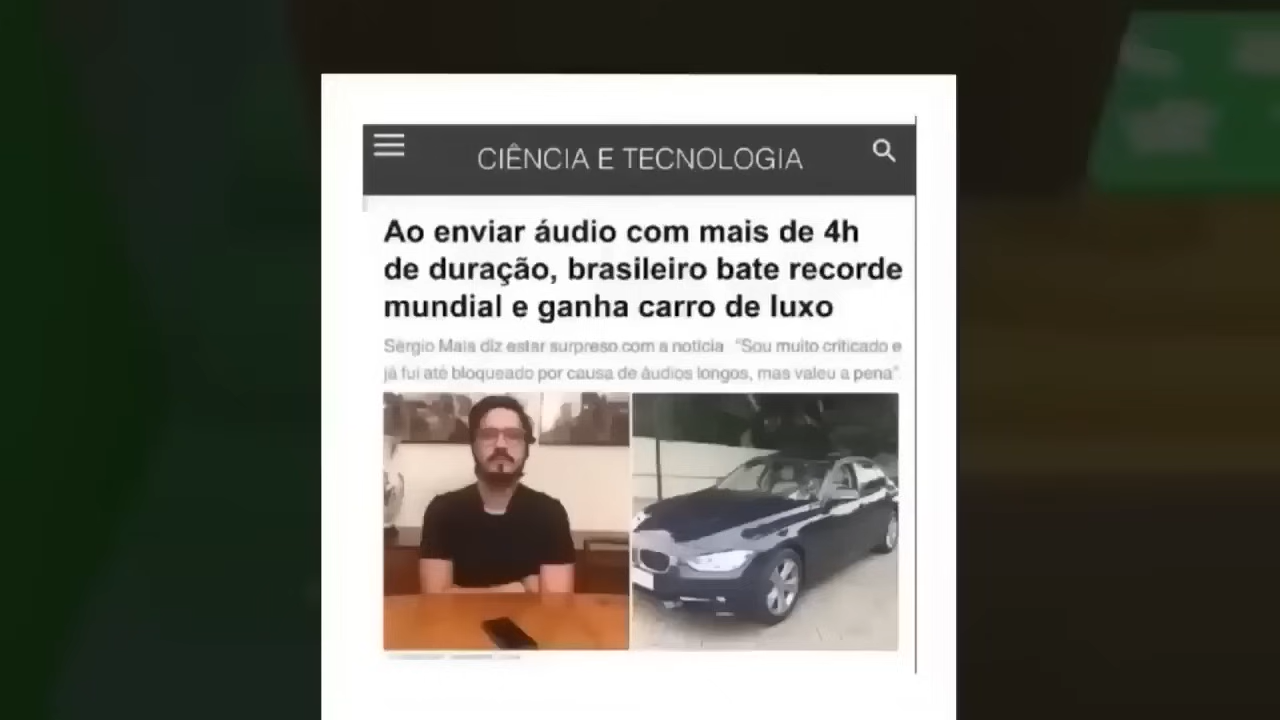 CIÊNCIA E TECNOLOGIA
Ao enviar áudio com mais de 4h
de duração, brasileiro bate recorde
mundial e ganha carro de luxo
Sérgio Maia diz estar surpreso com a notícia "Sou muito criticado e
já fui até bloqueado por causa de áudios longos, mas valeu a pena"